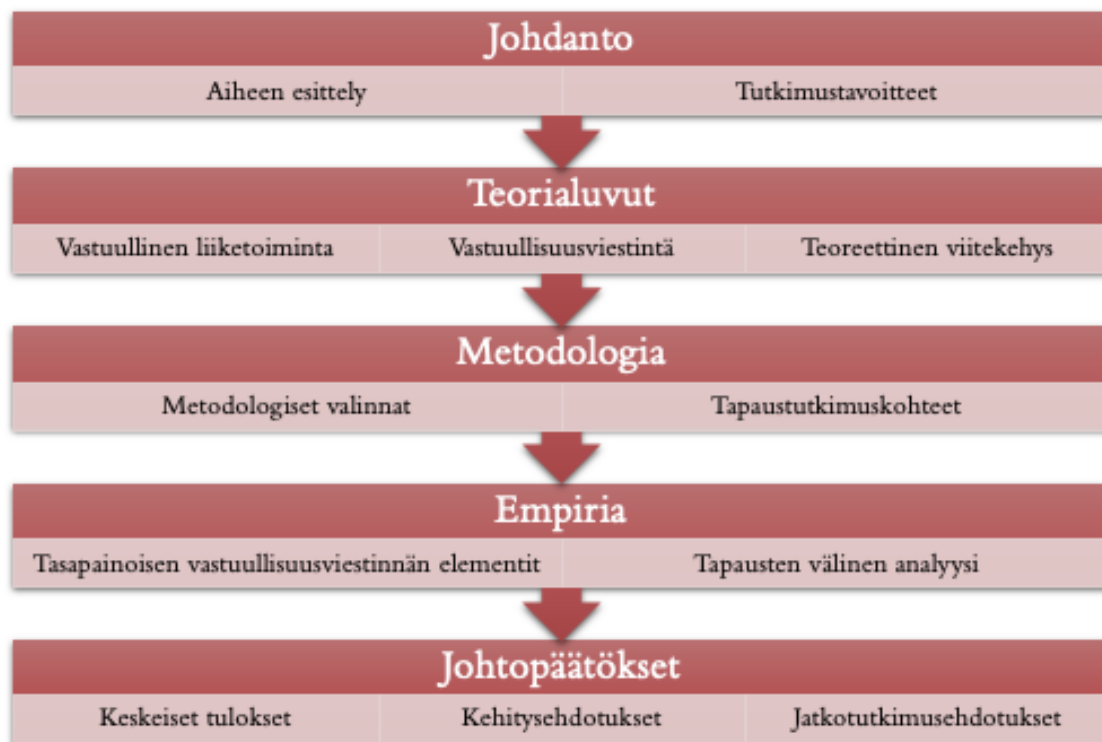 Johdanto
Aiheen esittely
Tutkimustavoitteet
Teorialuvut
Vastuullinen liiketoiminta
Vastuullisuusviestintä
Teoreettinen viitekehys
Metodologia
Metodologiset valinnat
Tapaustutkimuskohteet
Empiria
Tasapainoisen vastuullisuusviestinnän elementit
Tapausten välinen analyysi
Johtopäätökset
Keskeiset tulokset
Kehitysehdotukset
Jatkotutkimusehdotukset